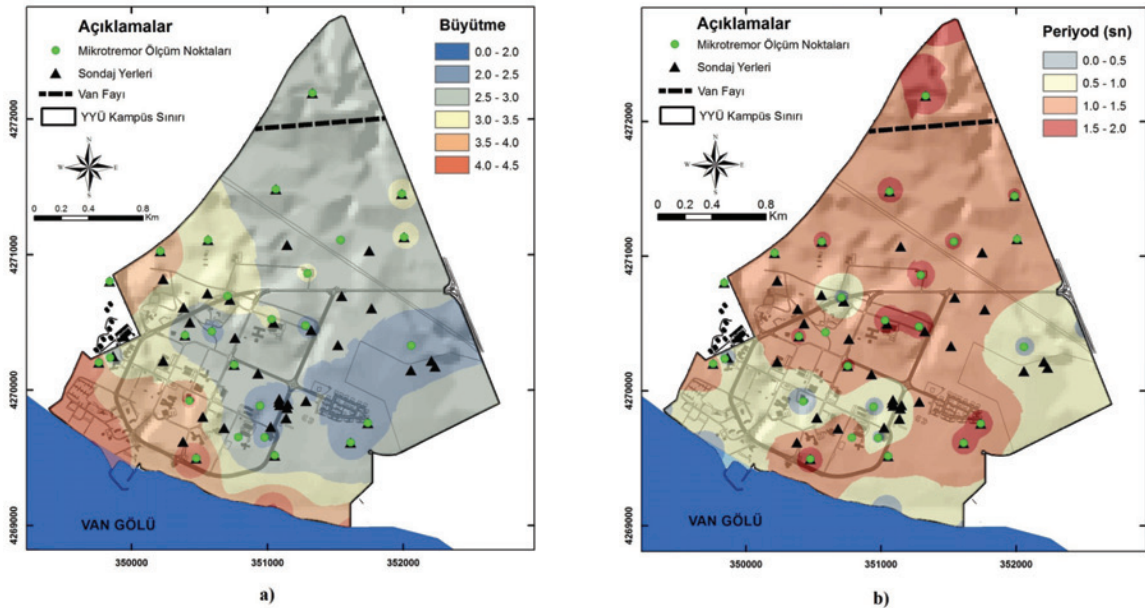 Açıklamalar
Mikrotremor Ölçüm Noktaları
Sondaj Yerleri
Van Fayı
YYÜ Kampüs Sınırı
N
W
E
S
0
0.4
0.8
Km
Büyütme
0.0 - 2.0
2.0 - 2.5
2.5 - 3.0
3.0 - 3.5
3.5 - 4.0
4.0 - 4.5
4272000
4271000
4270000
4269000
VAN GÖLÜ
350000
351000
352000
a)
Açıklamalar
Mikrotremor Ölçüm Noktaları
Sondaj Yerleri
Van Fayı
YYÜ Kampüs Sınırı
N
W
E
S
0
0.2
0.4
0.8
Km
Periyod (sn)
0.0 - 0.5
0.5 - 1.0
1.0 - 1.5
1.5 - 2.0
4272000
4271000
4270000
4269000
VAN GÖLÜ
350000
351000
352000
b)